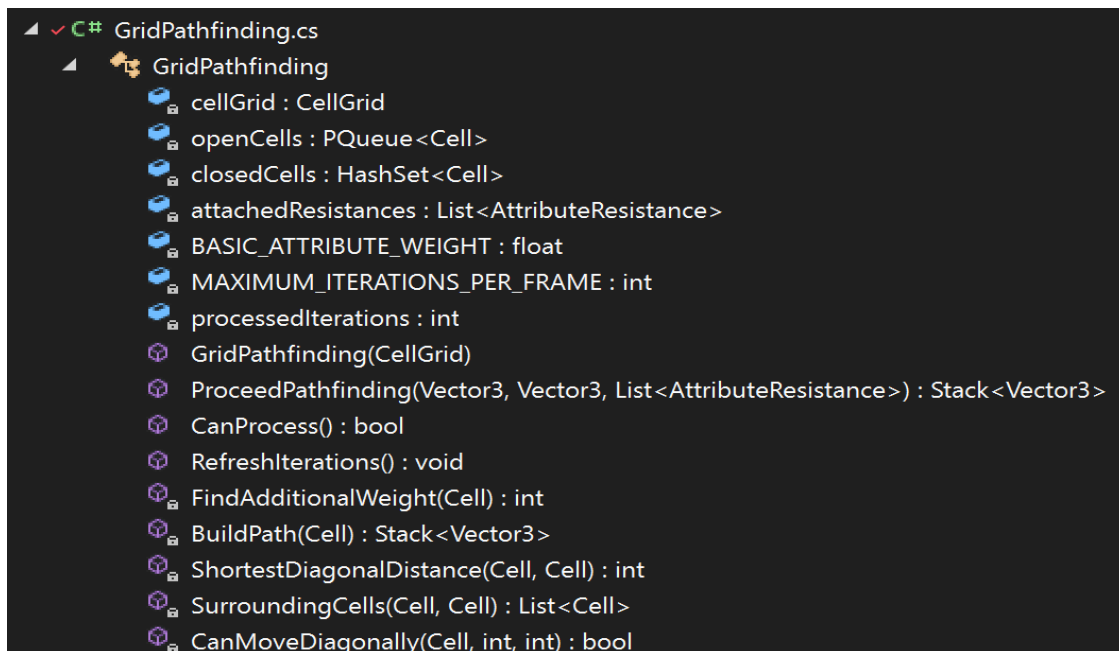 C# GridPathfinding.cs
GridPathfinding
cellGrid : CellGrid
openCells : PQueue<Cell>
closedCells : HashSet<Cell>
attachedResistances : List<AttributeResistance>
BASIC_ATTRIBUTE_WEIGHT : float
MAXIMUM_ITERATIONS_PER_FRAME : int
processedIterations : int
GridPathfinding(CellGrid)
ProceedPathfinding(Vector3, Vector3, List<AttributeResistance>) : Stack<Vector3>
CanProcess() : bool
RefreshIterations() : void
FindAdditionalWeight(Cell) : int
BuildPath(Cell) : Stack<Vector3>
ShortestDiagonalDistance(Cell, Cell) : int
SurroundingCells(Cell, Cell) : List<Cell>
CanMoveDiagonally(Cell, int, int) : bool